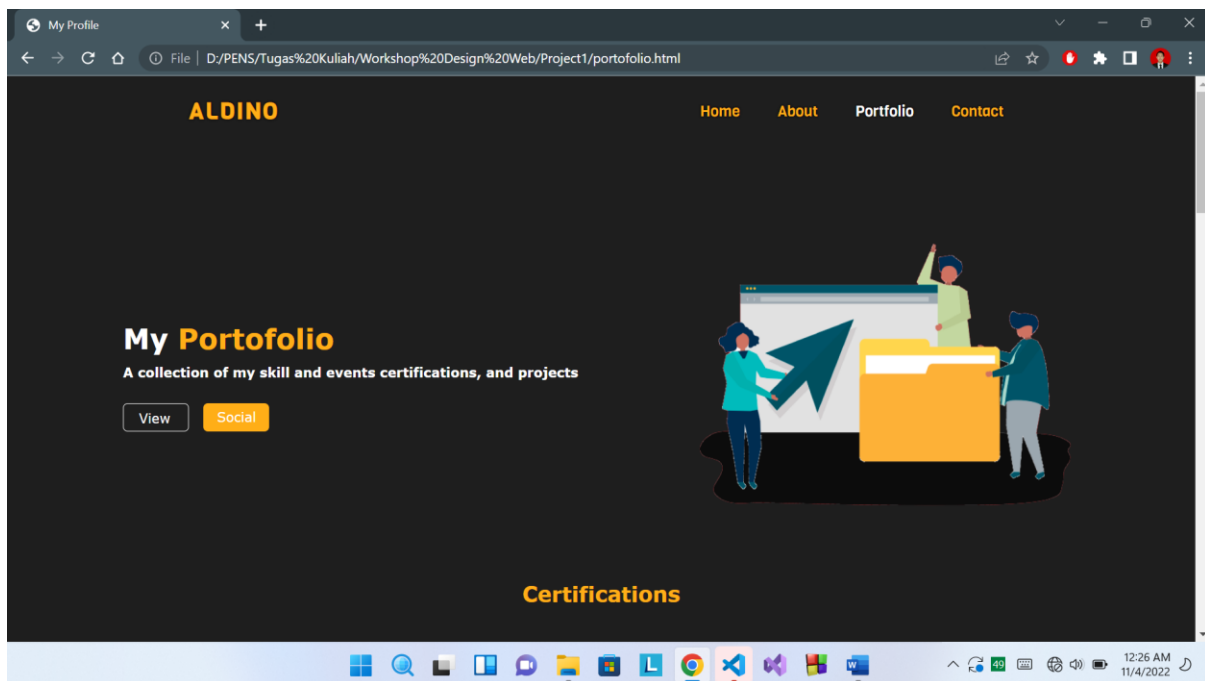 My Profile
File | D:/PENS/Tugas%20Kuliah/Workshop%20Design%20Web/Project1/portofolio.html
ALDINO Home About Portfolio Contact
My Portofolio
A collection of my skill and events certifications, and projects
View Social
Certifications
49
12:26 AM
11/4/2022